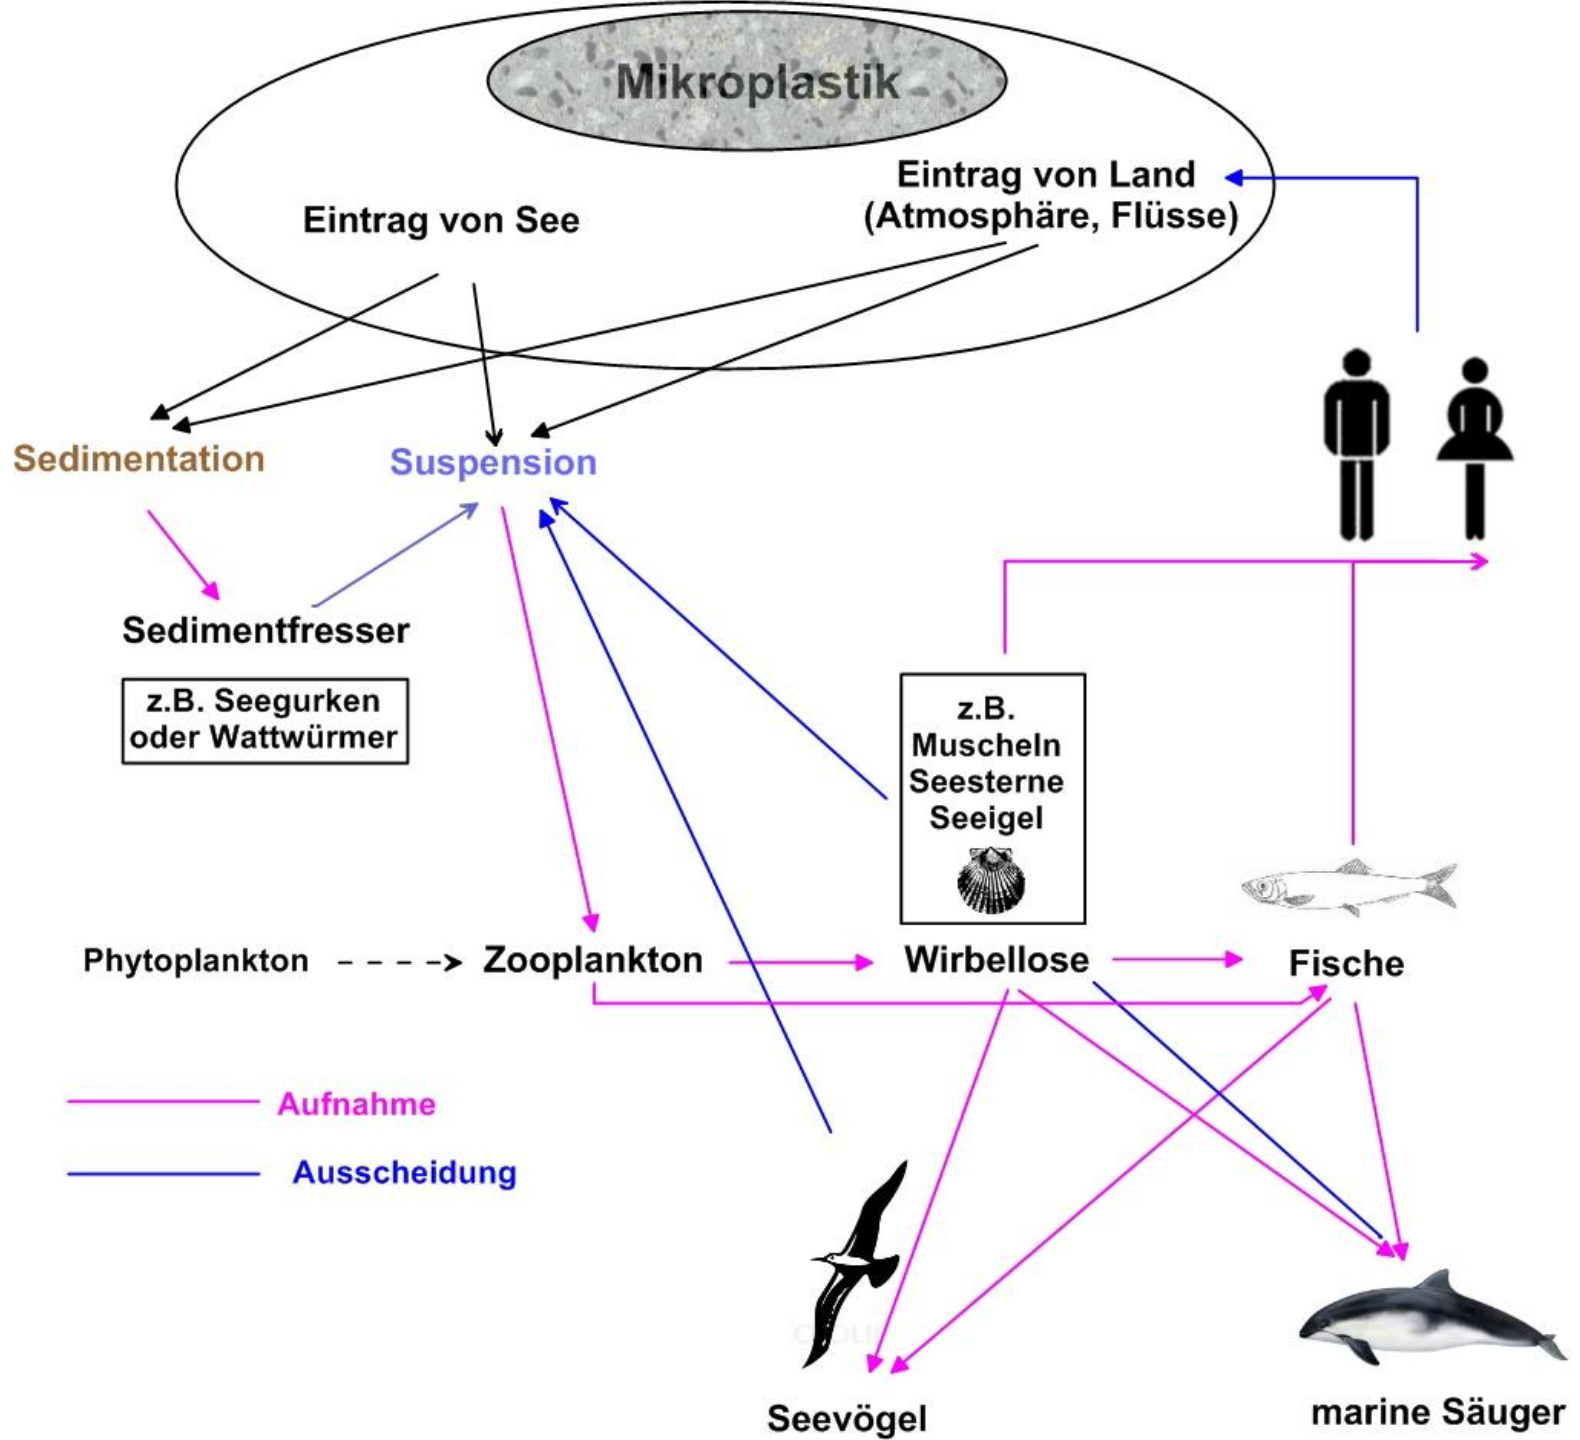 Mikroplastik
Eintrag von Land
(Atmosphäre, Flüsse)
Eintrag von See
Sedimentation
Suspension
Sedimentfresser
z.B. Seegurken
oder Wattwürmer
z.B.
Muscheln
Seesterne
Seeigel
Phytoplankton
Zooplankton
Wirbellose
Fische
Aufnahme
Ausscheidung
Seevögel
marine Säuger